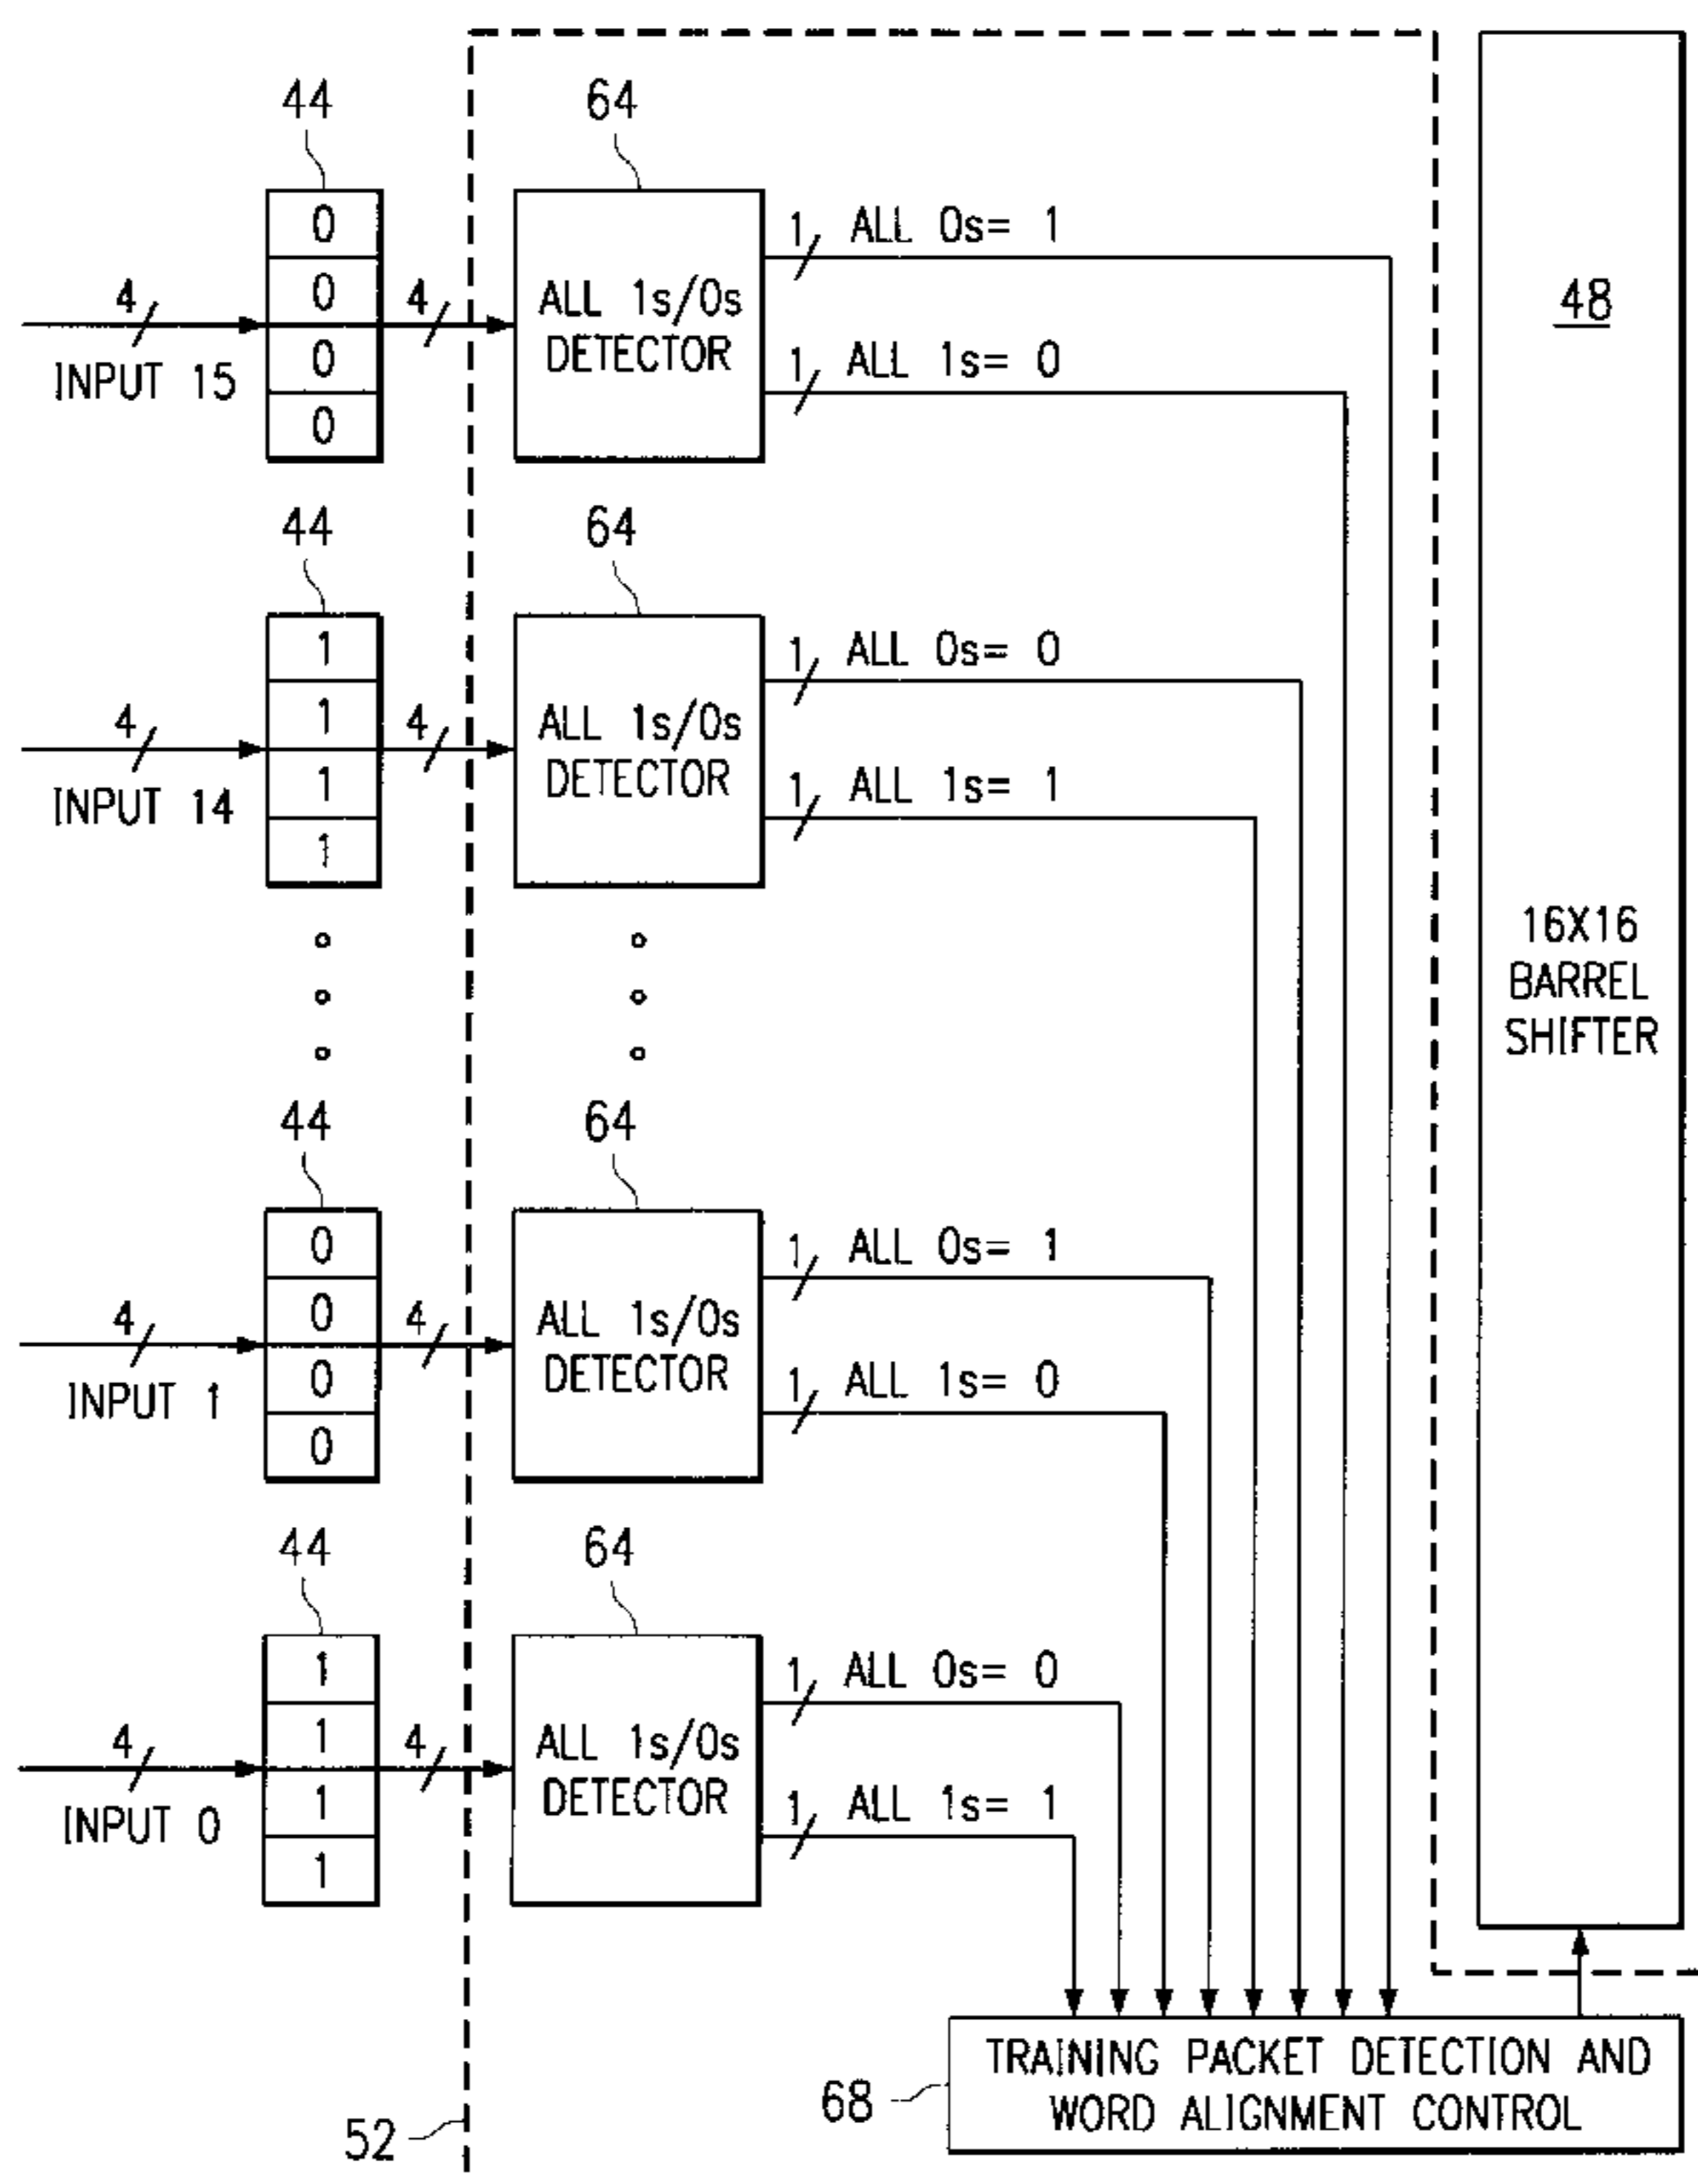 44
64
0
0
0
0
4
INPUT 15
4
ALL 1s/0s
DETECTOR
1
ALL 0s= 1
1
ALL 1s= 0
48
44
64
1
1
1
1
4
INPUT 14
4
ALL 1s/0s
DETECTOR
1
ALL 0s= 0
1
ALL 1s= 1
16X16
BARREL
SHIFTER
44
64
0
0
0
0
4
INPUT 1
4
ALL 1s/0s
DETECTOR
1
ALL 0s= 1
1
ALL 1s= 0
44
64
1
1
1
1
4
INPUT 0
4
ALL 1s/0s
DETECTOR
1
ALL 0s= 0
1
ALL 1s= 1
TRAINING PACKET DETECTION AND
WORD ALIGNMENT CONTROL
68
52